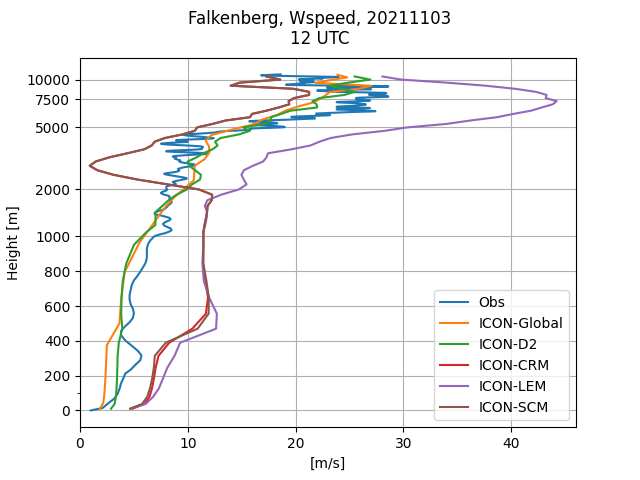 Falkenberg, Wspeed, 20211103
12 UTC
Height [m]
10000
7500
5000
2000
1000
800
600
400
200
0
0 10 20 30 40
[m/s]
Obs
ICON-Global
ICON-D2
ICON-CRM
ICON-LEM
ICON-SCM